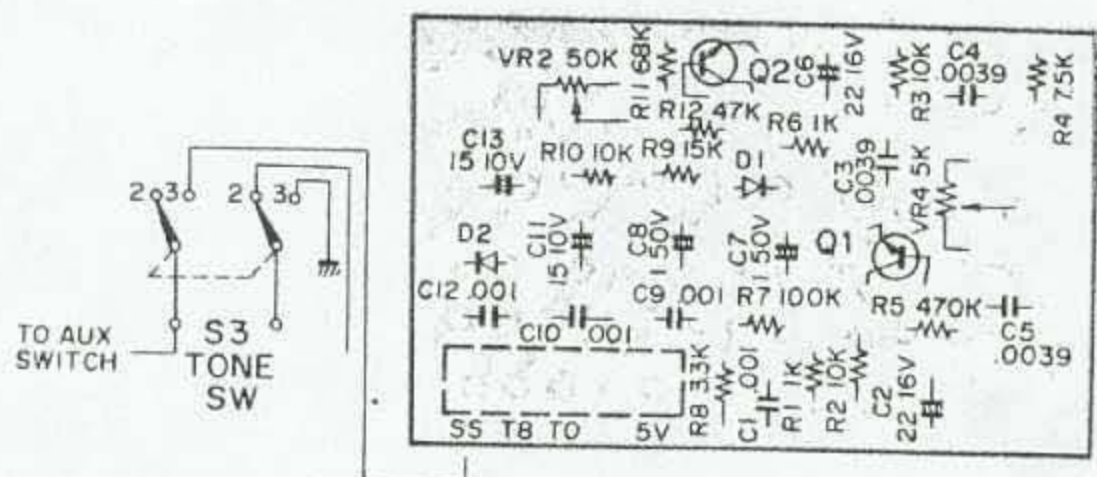 VR2 50K
R11 68K
Q2
C6
22 16V
R3 10K
C4
.0039
R4 7.5K
R12 47K
R6 1K
C13
15 10V
R10 10K
R9 15K
D1
C3
.0039
VR4 5K
2 3
2 3
D2
C11
15 10V
C8
1 50V
C7
1 50V
Q1
C12 .001
C9 .001
R7 100K
R5 470K
C10 .001
C5
.0039
TO AUX
SWITCH
S3
TONE
SW
R8 3.3K
C1 .001
R1 1K
R2 10K
C2
22 16V
SS T8 TO 5V